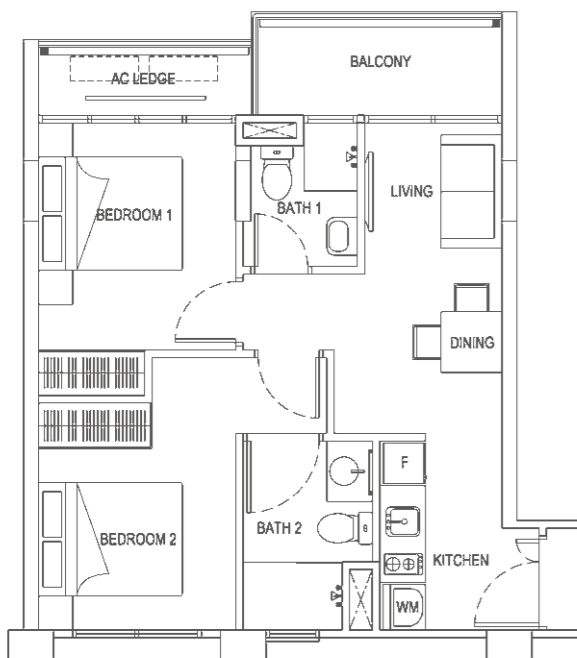 AC LEDGE
BALCONY
BEDROOM 1
BATH 1
LIVING
DINING
F
BEDROOM 2
BATH 2
KITCHEN
WM